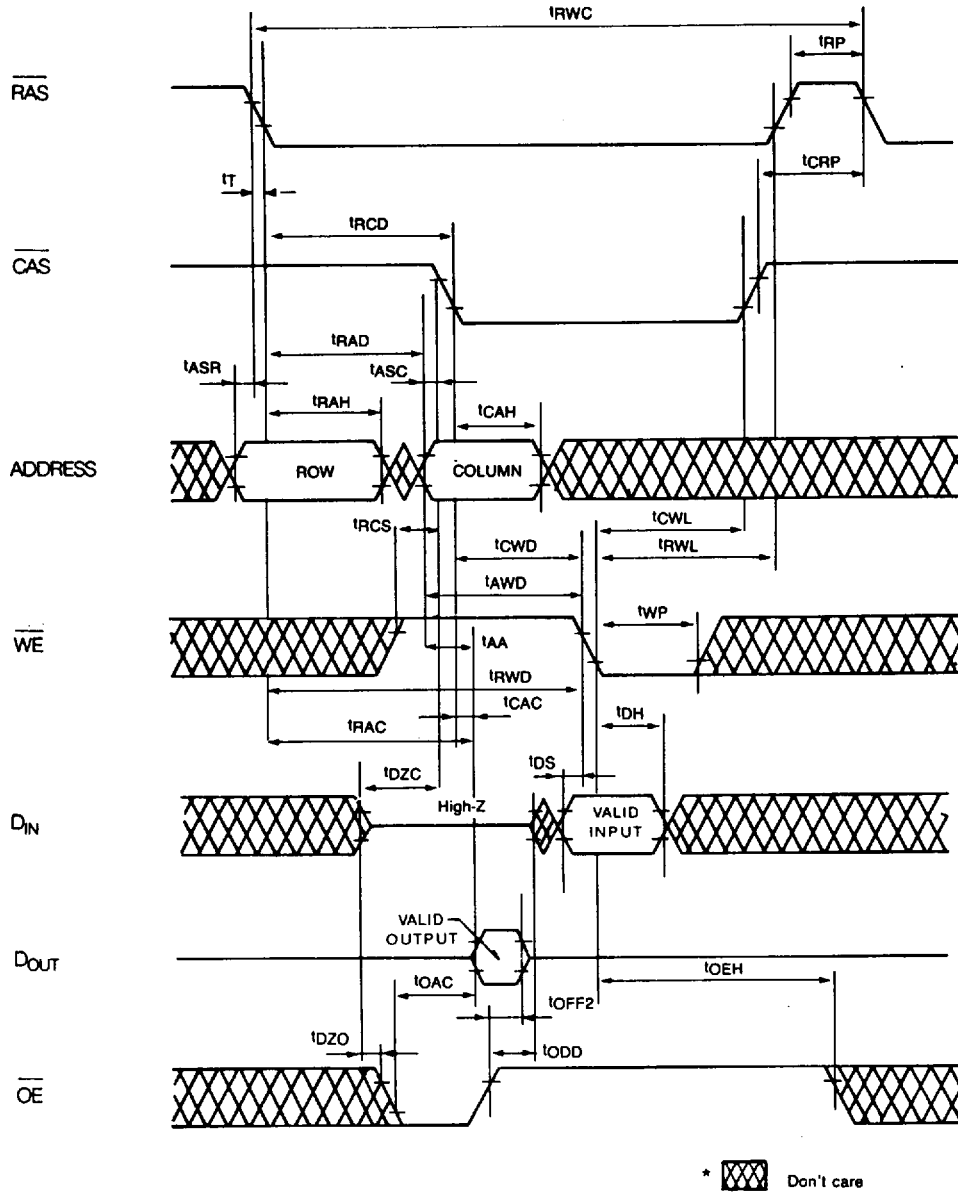 tRWC
tRP
RAS
tCRP
tT
tRCD
CAS
tRAD
tASR
tASC
tRAH
tCAH
ADDRESS
ROW
COLUMN
tCWL
tRCS
tCWD
tRWL
tAWD
tWP
WE
tAA
tRWD
tCAC
tDH
tRAC
tDS
tDZC
High-Z
DIN
VALID
INPUT
VALID
OUTPUT
DOUT
tOEH
tOAC
tOFF2
tDZO
tODD
OE
* Don't care